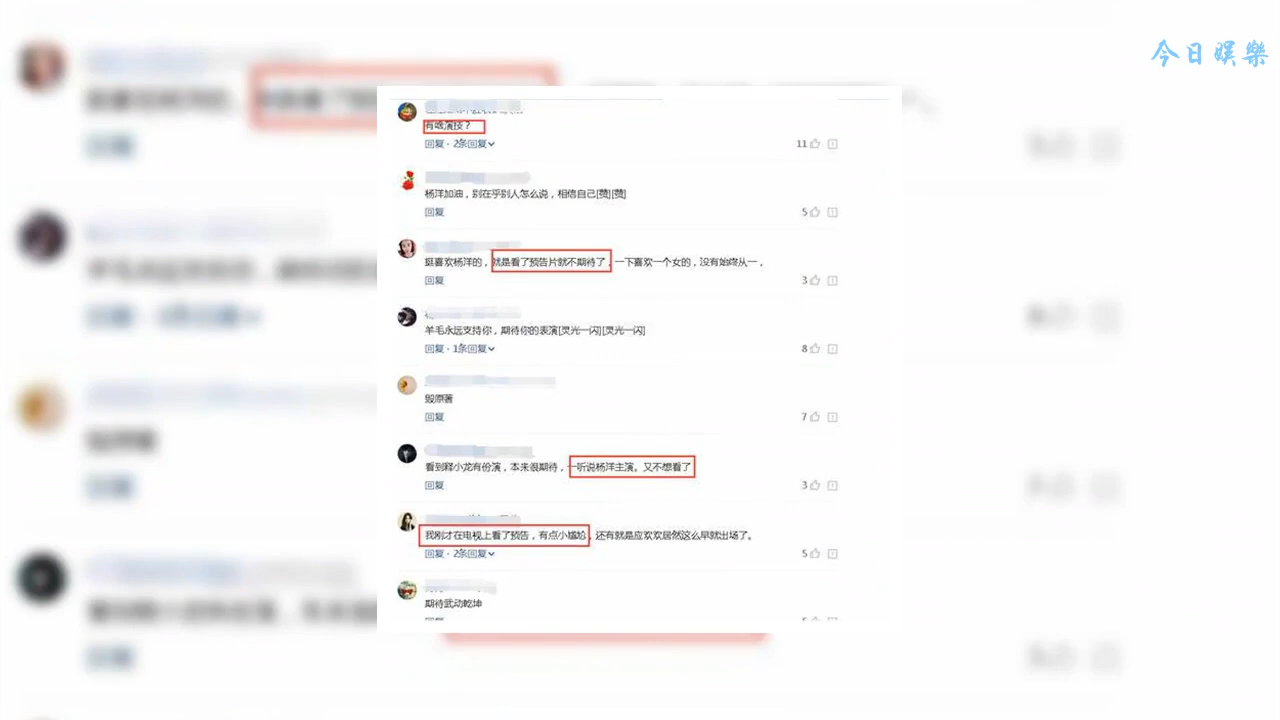 今日娱樂
有啥演技？
回复 · 2条回复
11
杨洋加油，别在乎别人怎么说，相信自己[赞][赞]
回复
5
挺喜欢杨洋的，就是看了预告片就不期待了，一下喜欢一个女的，没有始终从一，
回复
3
羊毛永远支持你，期待你的表演[灵光一闪][灵光一闪]
回复 · 1条回复
8
毁原著
回复
7
看到释小龙有份演，本来很期待，一听说杨洋主演。又不想看了
回复
3
我刚才在电视上看了预告，有点小尴尬，还有就是应欢欢居然这么早就出场了。
回复 · 2条回复
5
期待武动乾坤